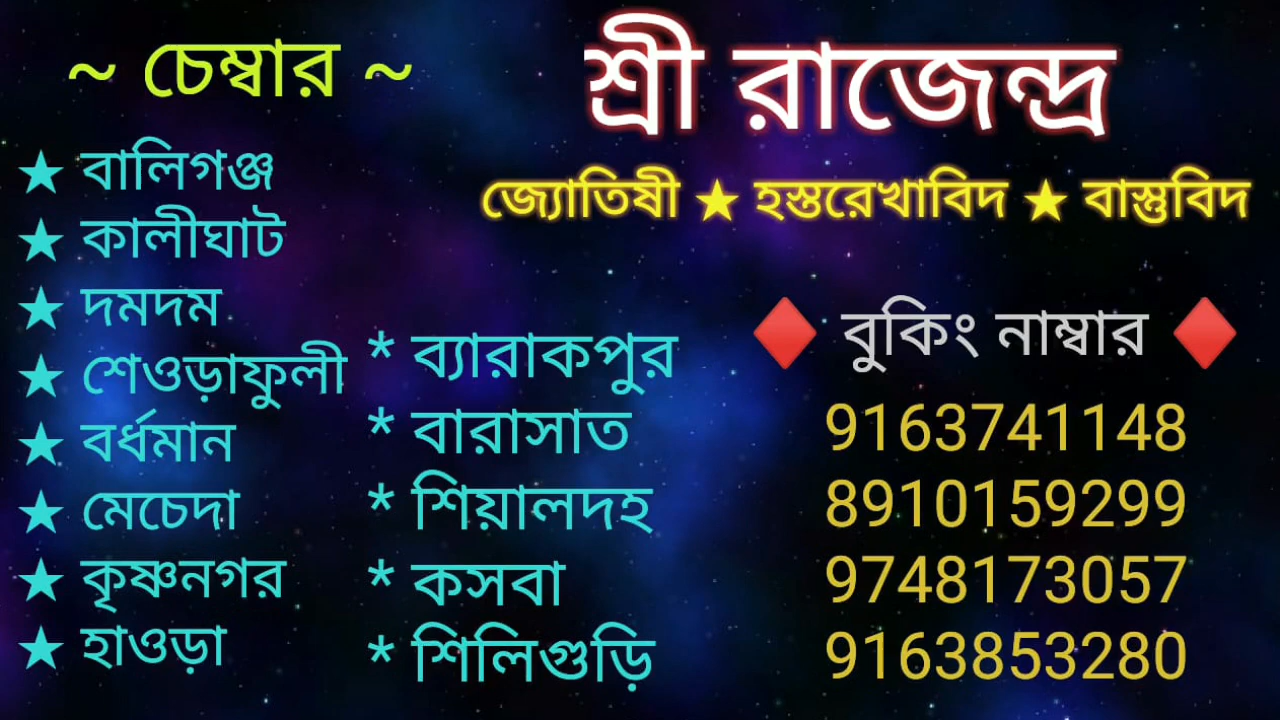 ~ চেম্বার ~
★ বালিগঞ্জ
★ কালীঘাট
★ দমদম
★ শেওড়াফুলী
★ বর্ধমান
★ মেচেদা
★ কৃষ্ণনগর
★ হাওড়া
* ব্যারাকপুর
* বারাসাত
* শিয়ালদহ
* কসবা
* শিলিগুড়ি
শ্রী রাজেন্দ্র
জ্যোতিষী ★ হস্তরেখাবিদ ★ বাস্তুবিদ
♦ বুকিং নাম্বার ♦
9163741148
8910159299
9748173057
9163853280